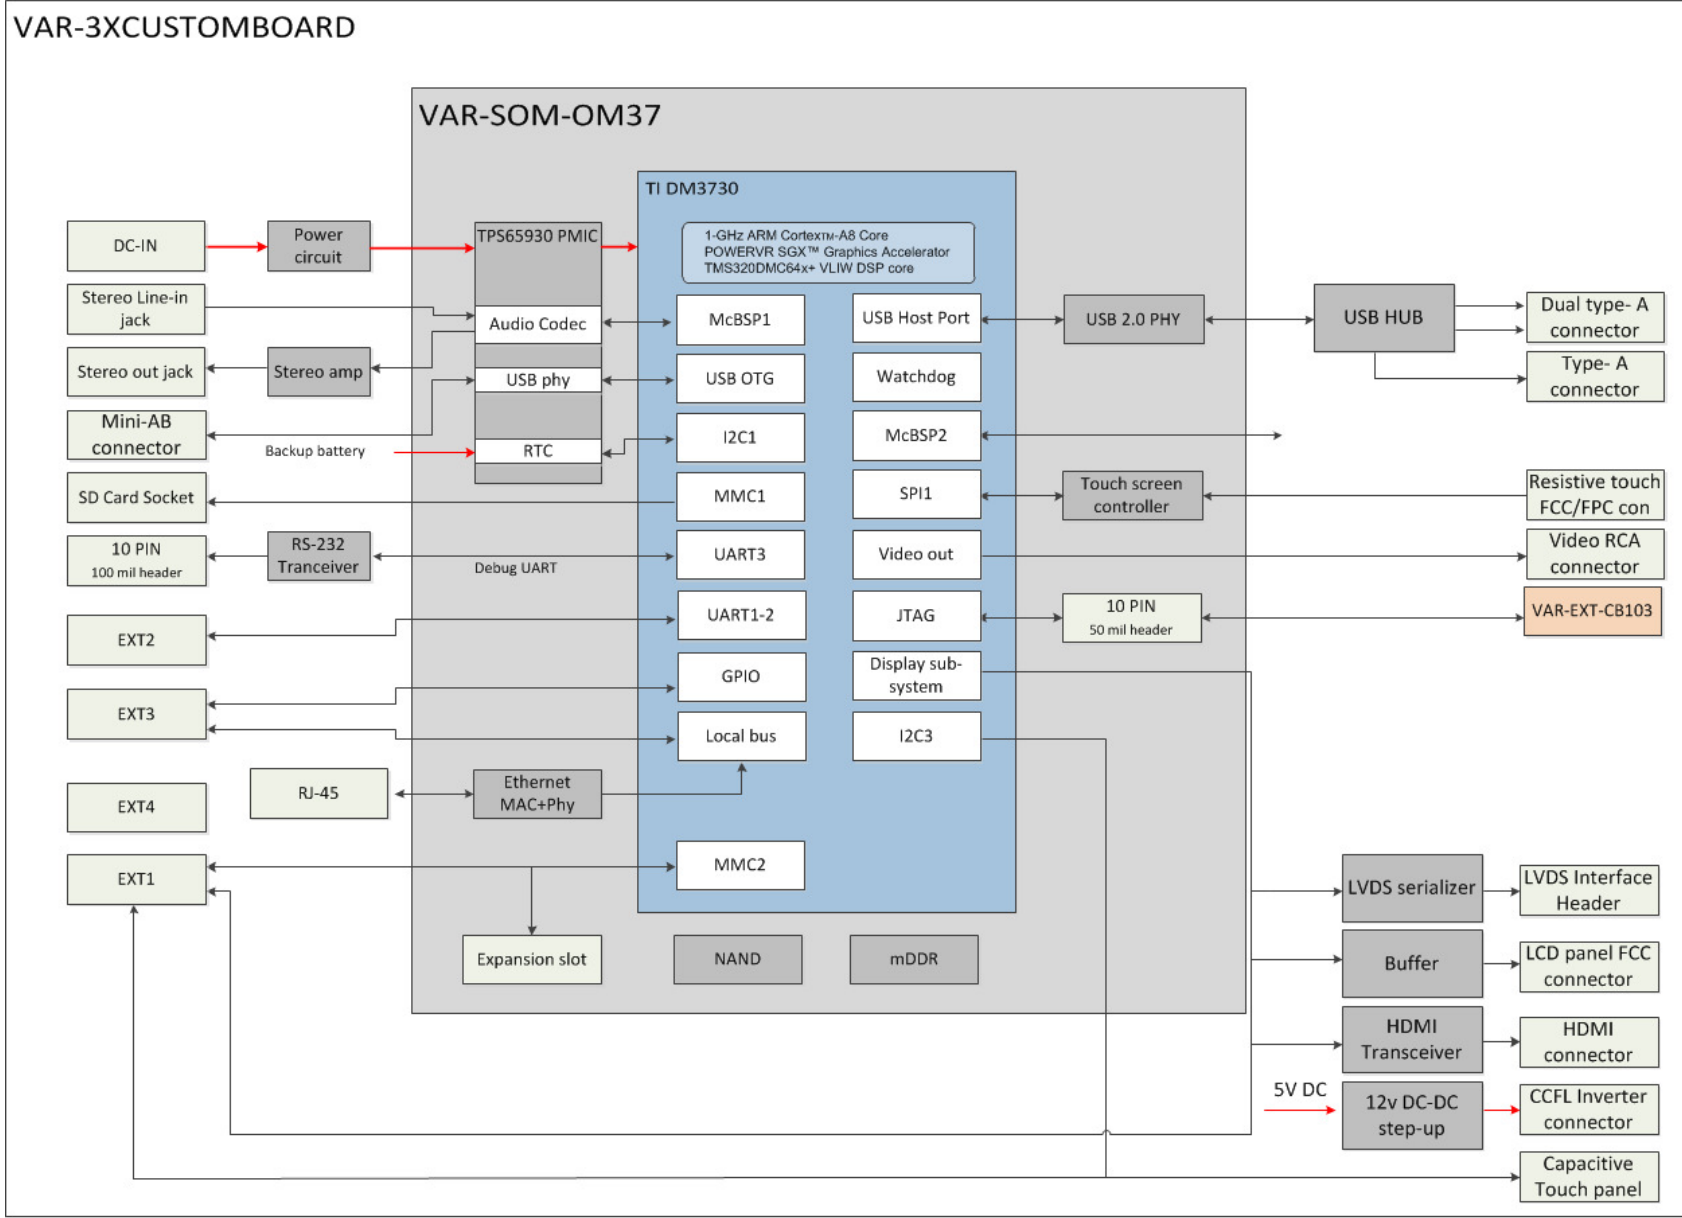 VAR-3XCUSTOMBOARD
VAR-SOM-OM37
TI DM3730
1-GHz ARM Cortex™-A8 Core
POWERVR SGX™ Graphics Accelerator
TMS320DMC64x+ VLIW DSP core
DC-IN
Power
circuit
TPS65930 PMIC
Stereo Line-in
jack
Audio Codec
McBSP1
USB Host Port
USB 2.0 PHY
USB HUB
Dual type- A
connector
Stereo out jack
Stereo amp
USB phy
USB OTG
Watchdog
Type- A
connector
Mini-AB
connector
Backup battery
RTC
I2C1
McBSP2
SD Card Socket
MMC1
SPI1
Touch screen
controller
Resistive touch
FCC/FPC con
10 PIN
100 mil header
RS-232
Tranceiver
Debug UART
UART3
Video out
Video RCA
connector
EXT2
UART1-2
JTAG
10 PIN
50 mil header
VAR-EXT-CB103
EXT3
GPIO
Display sub-
system
Local bus
I2C3
RJ-45
Ethernet
MAC+Phy
EXT4
EXT1
MMC2
LVDS serializer
LVDS Interface
Header
Expansion slot
NAND
mDDR
Buffer
LCD panel FCC
connector
HDMI
Transceiver
HDMI
connector
5V DC
12v DC-DC
step-up
CCFL Inverter
connector
Capacitive
Touch panel